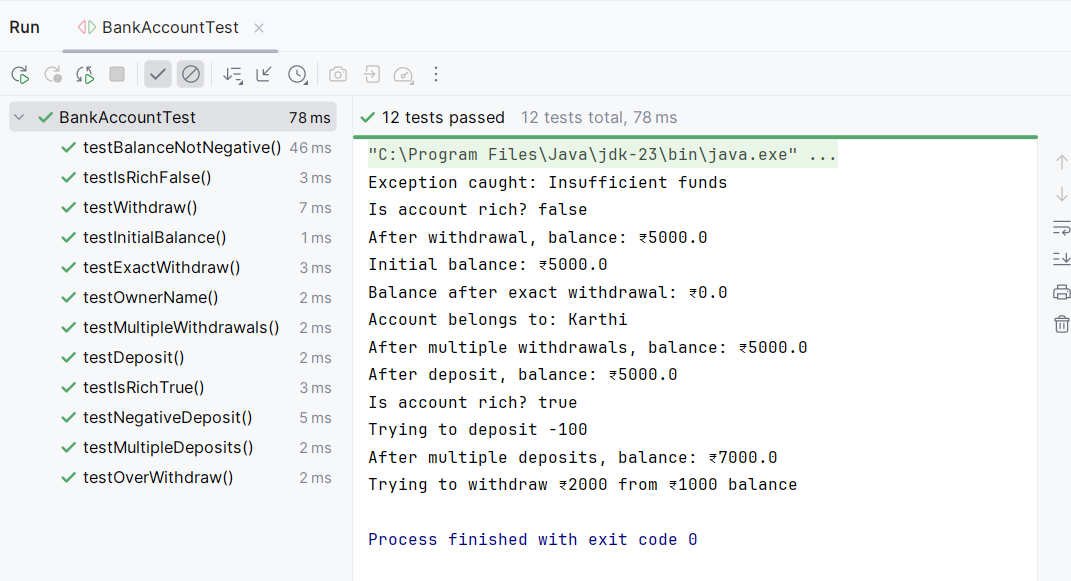 Run BankAccountTest
BankAccountTest 78 ms
testBalanceNotNegative() 46 ms
testIsRichFalse() 3 ms
testWithdraw() 7 ms
testInitialBalance() 1 ms
testExactWithdraw() 3 ms
testOwnerName() 2 ms
testMultipleWithdrawals() 2 ms
testDeposit() 2 ms
testIsRichTrue() 3 ms
testNegativeDeposit() 5 ms
testMultipleDeposits() 2 ms
testOverWithdraw() 2 ms
12 tests passed 12 tests total, 78 ms
"C:\Program Files\Java\jdk-23\bin\java.exe" ...
Exception caught: Insufficient funds
Is account rich? false
After withdrawal, balance: ₹5000.0
Initial balance: ₹5000.0
Balance after exact withdrawal: ₹0.0
Account belongs to: Karthi
After multiple withdrawals, balance: ₹5000.0
After deposit, balance: ₹5000.0
Is account rich? true
Trying to deposit -100
After multiple deposits, balance: ₹7000.0
Trying to withdraw ₹2000 from ₹1000 balance
Process finished with exit code 0